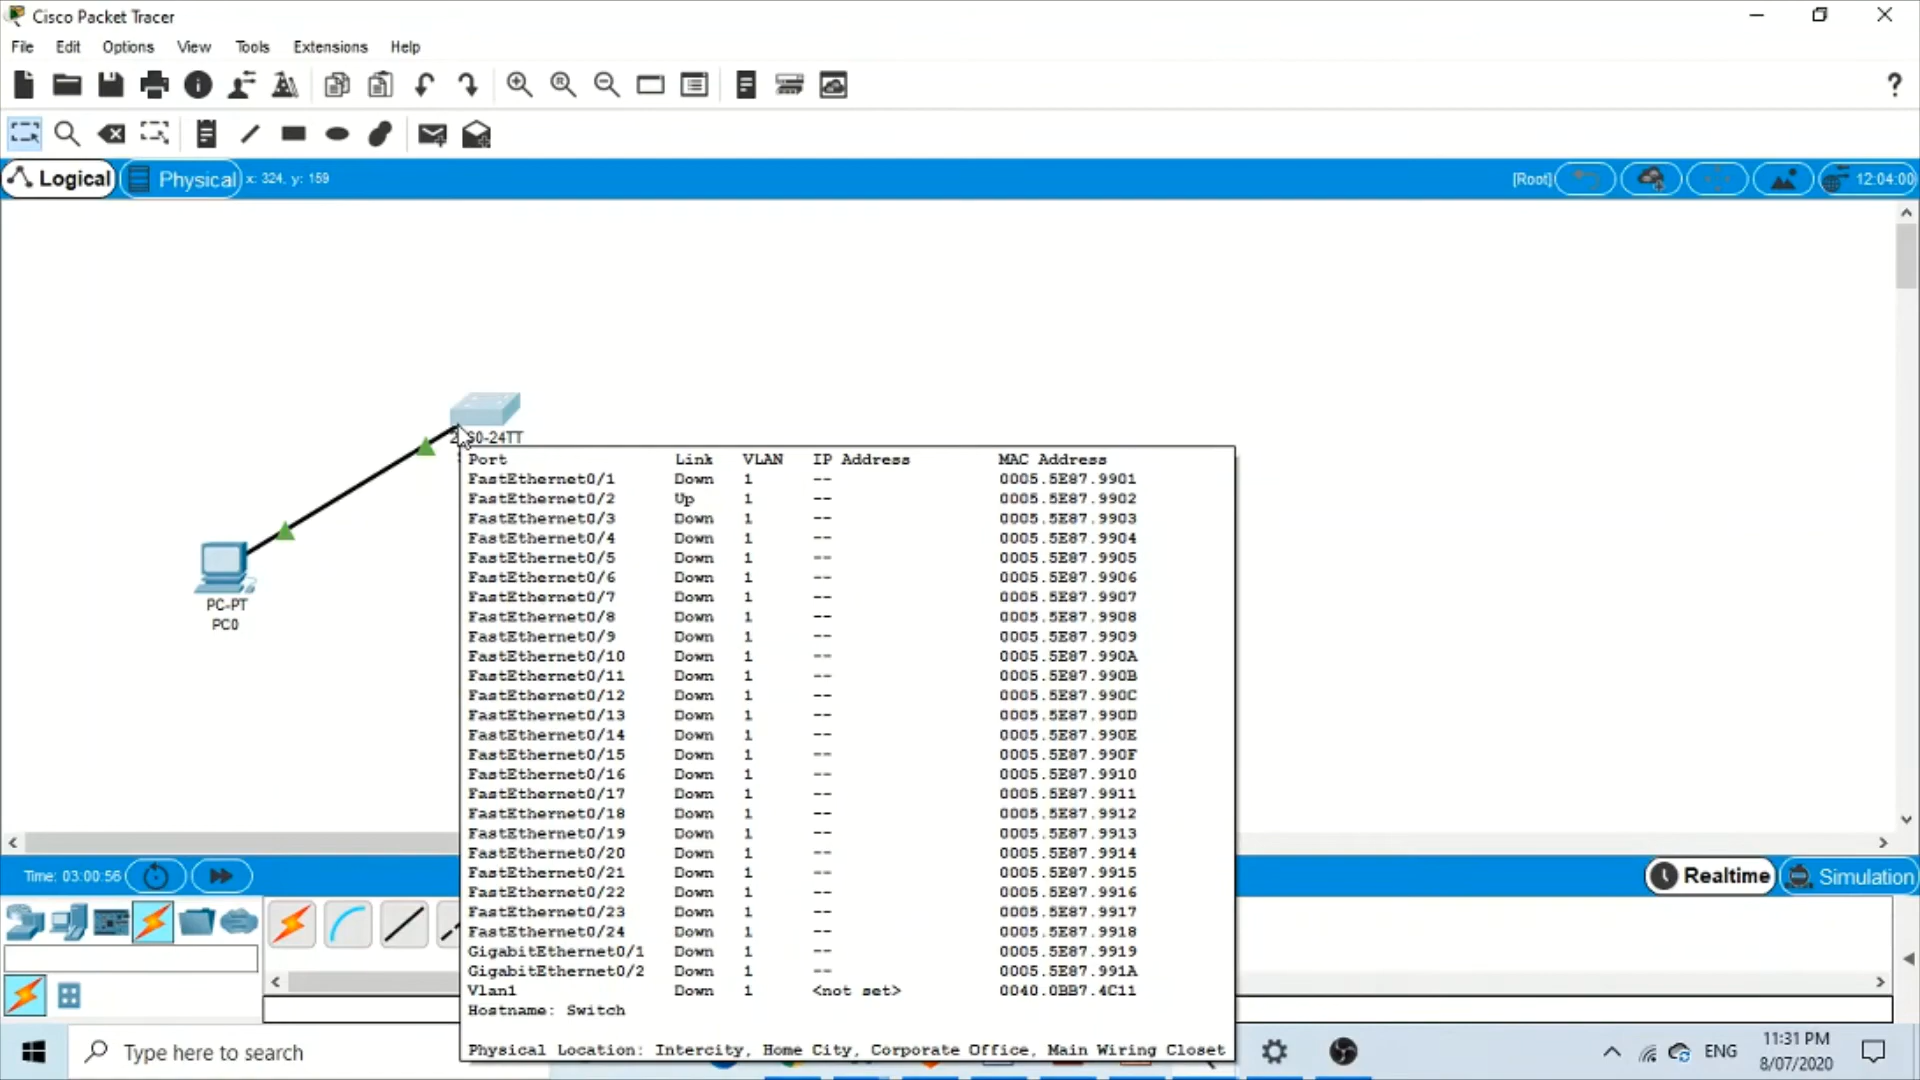 Cisco Packet Tracer
File Edit Options View Tools Extensions Help
?
Logical Physical x: 324, y: 159 [Root] 12:04:00
PC-PT
PC0
Port Link VLAN IP Address MAC Address
FastEthernet0/1 Down 1 -- 0005.5E87.9901
FastEthernet0/2 Up 1 -- 0005.5E87.9902
FastEthernet0/3 Down 1 -- 0005.5E87.9903
FastEthernet0/4 Down 1 -- 0005.5E87.9904
FastEthernet0/5 Down 1 -- 0005.5E87.9905
FastEthernet0/6 Down 1 -- 0005.5E87.9906
FastEthernet0/7 Down 1 -- 0005.5E87.9907
FastEthernet0/8 Down 1 -- 0005.5E87.9908
FastEthernet0/9 Down 1 -- 0005.5E87.9909
FastEthernet0/10 Down 1 -- 0005.5E87.990A
FastEthernet0/11 Down 1 -- 0005.5E87.990B
FastEthernet0/12 Down 1 -- 0005.5E87.990C
FastEthernet0/13 Down 1 -- 0005.5E87.990D
FastEthernet0/14 Down 1 -- 0005.5E87.990E
FastEthernet0/15 Down 1 -- 0005.5E87.990F
FastEthernet0/16 Down 1 -- 0005.5E87.9910
FastEthernet0/17 Down 1 -- 0005.5E87.9911
FastEthernet0/18 Down 1 -- 0005.5E87.9912
FastEthernet0/19 Down 1 -- 0005.5E87.9913
FastEthernet0/20 Down 1 -- 0005.5E87.9914
FastEthernet0/21 Down 1 -- 0005.5E87.9915
FastEthernet0/22 Down 1 -- 0005.5E87.9916
FastEthernet0/23 Down 1 -- 0005.5E87.9917
FastEthernet0/24 Down 1 -- 0005.5E87.9918
GigabitEthernet0/1 Down 1 -- 0005.5E87.9919
GigabitEthernet0/2 Down 1 -- 0005.5E87.991A
Vlan1 Down 1 <not set> 0040.0BB7.4C11
Hostname: Switch
Physical Location: Intercity, Home City, Corporate Office, Main Wiring Closet
Time: 03:00:56 Realtime Simulation
Type here to search
ENG
11:31 PM
8/07/2020